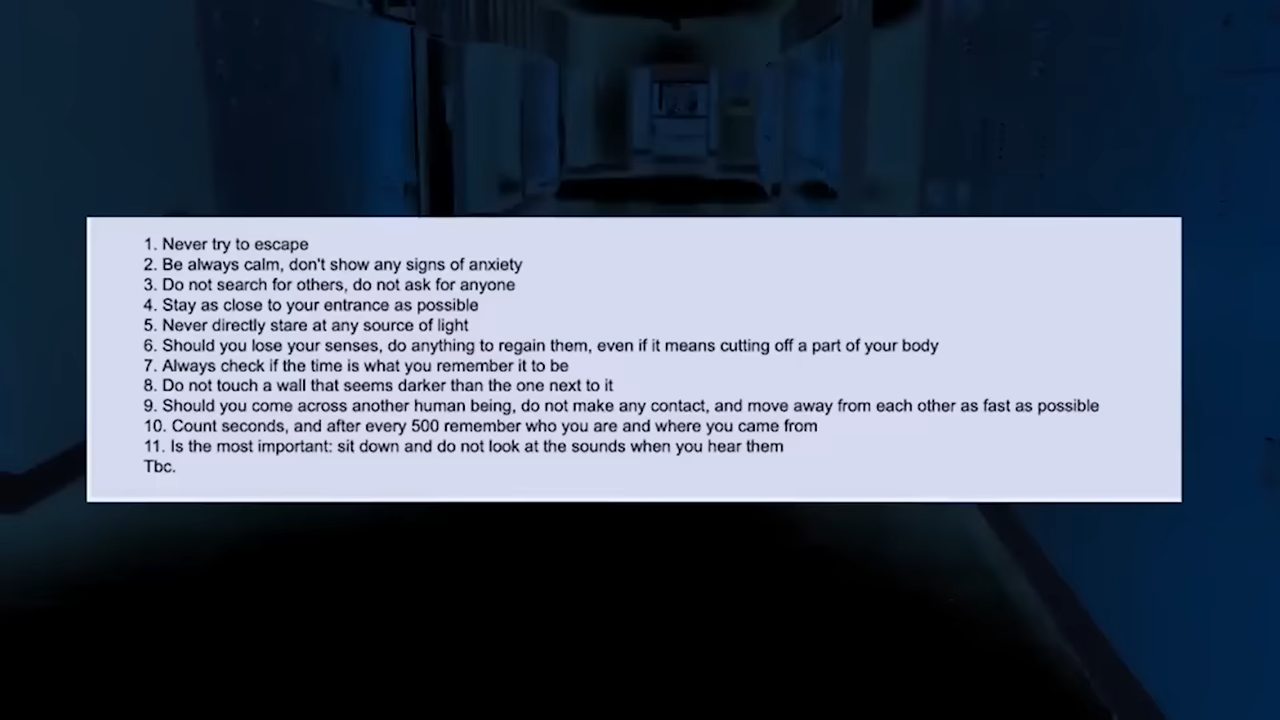 1. Never try to escape
2. Be always calm, don't show any signs of anxiety
3. Do not search for others, do not ask for anyone
4. Stay as close to your entrance as possible
5. Never directly stare at any source of light
6. Should you lose your senses, do anything to regain them, even if it means cutting off a part of your body
7. Always check if the time is what you remember it to be
8. Do not touch a wall that seems darker than the one next to it
9. Should you come across another human being, do not make any contact, and move away from each other as fast as possible
10. Count seconds, and after every 500 remember who you are and where you came from
11. Is the most important: sit down and do not look at the sounds when you hear them
Tbc.